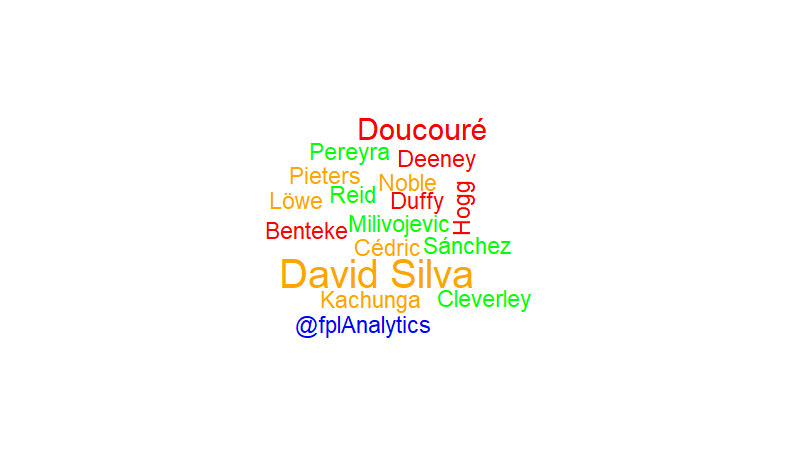 Doucouré
Pereyra
Deeney
Pieters
Noble
Löwe
Reid
Duffy
Hogg
Benteke
Milivojevic
Cédric
Sánchez
David Silva
Kachunga
Cleverley
@fplAnalytics